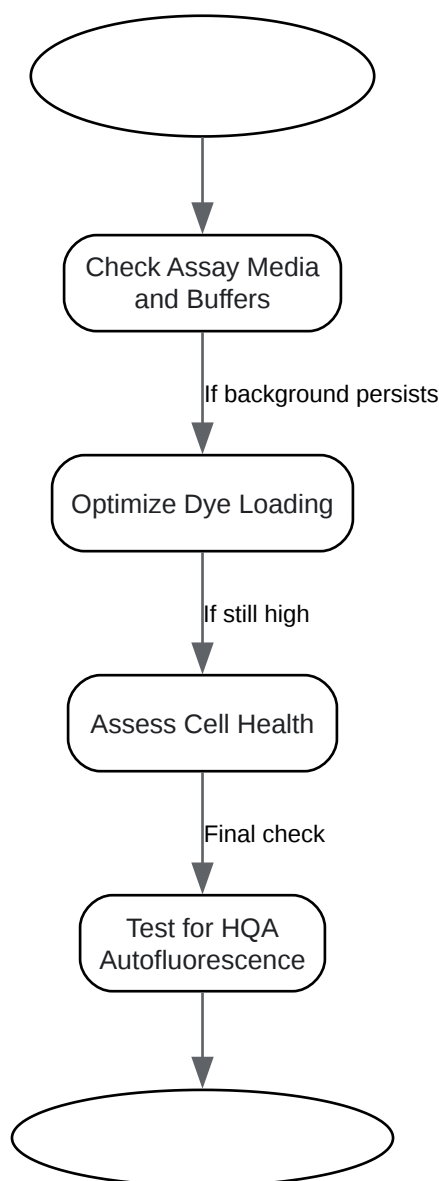 Check Assay Media
and Buffers
If background persists
Optimize Dye Loading
If still high
Assess Cell Health
Final check
Test for HQA
Autofluorescence